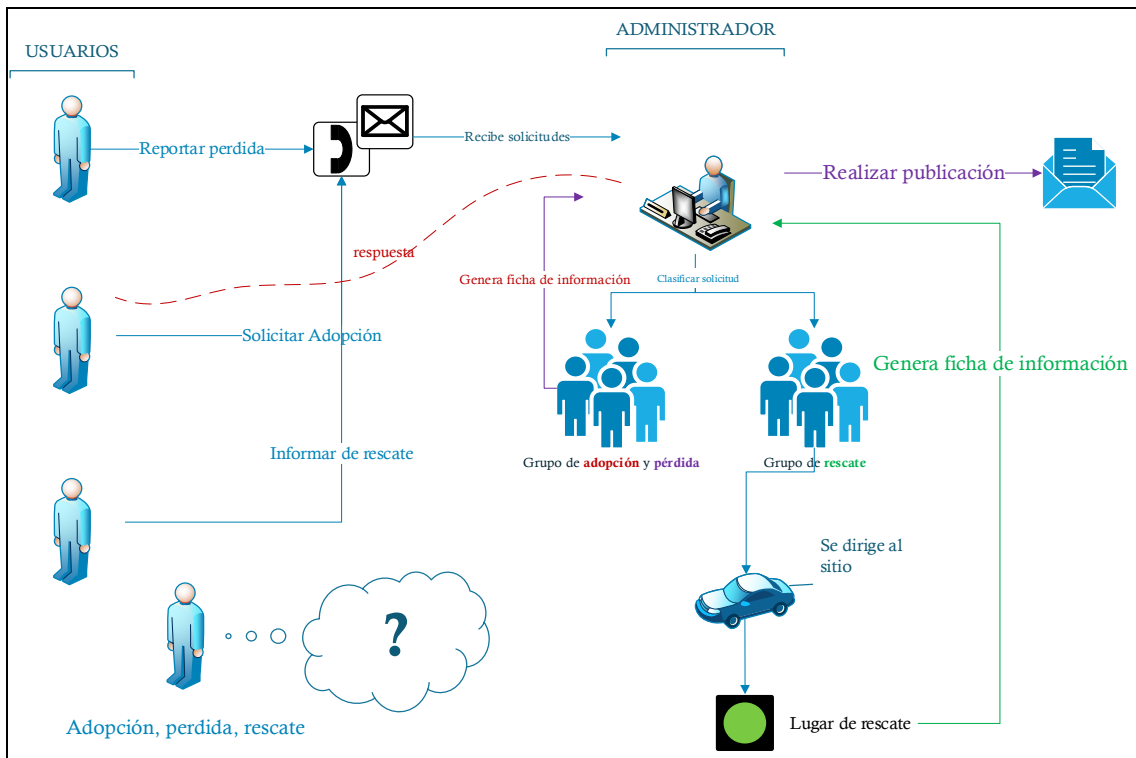 USUARIOS
ADMINISTRADOR
Reportar perdida
Recibe solicitudes
Realizar publicación
respuesta
Genera ficha de información
Clasificar solicitud
Solicitar Adopción
Genera ficha de información
Informar de rescate
Grupo de adopción y pérdida
Grupo de rescate
Se dirige al
sitio
?
Adopción, perdida, rescate
Lugar de rescate